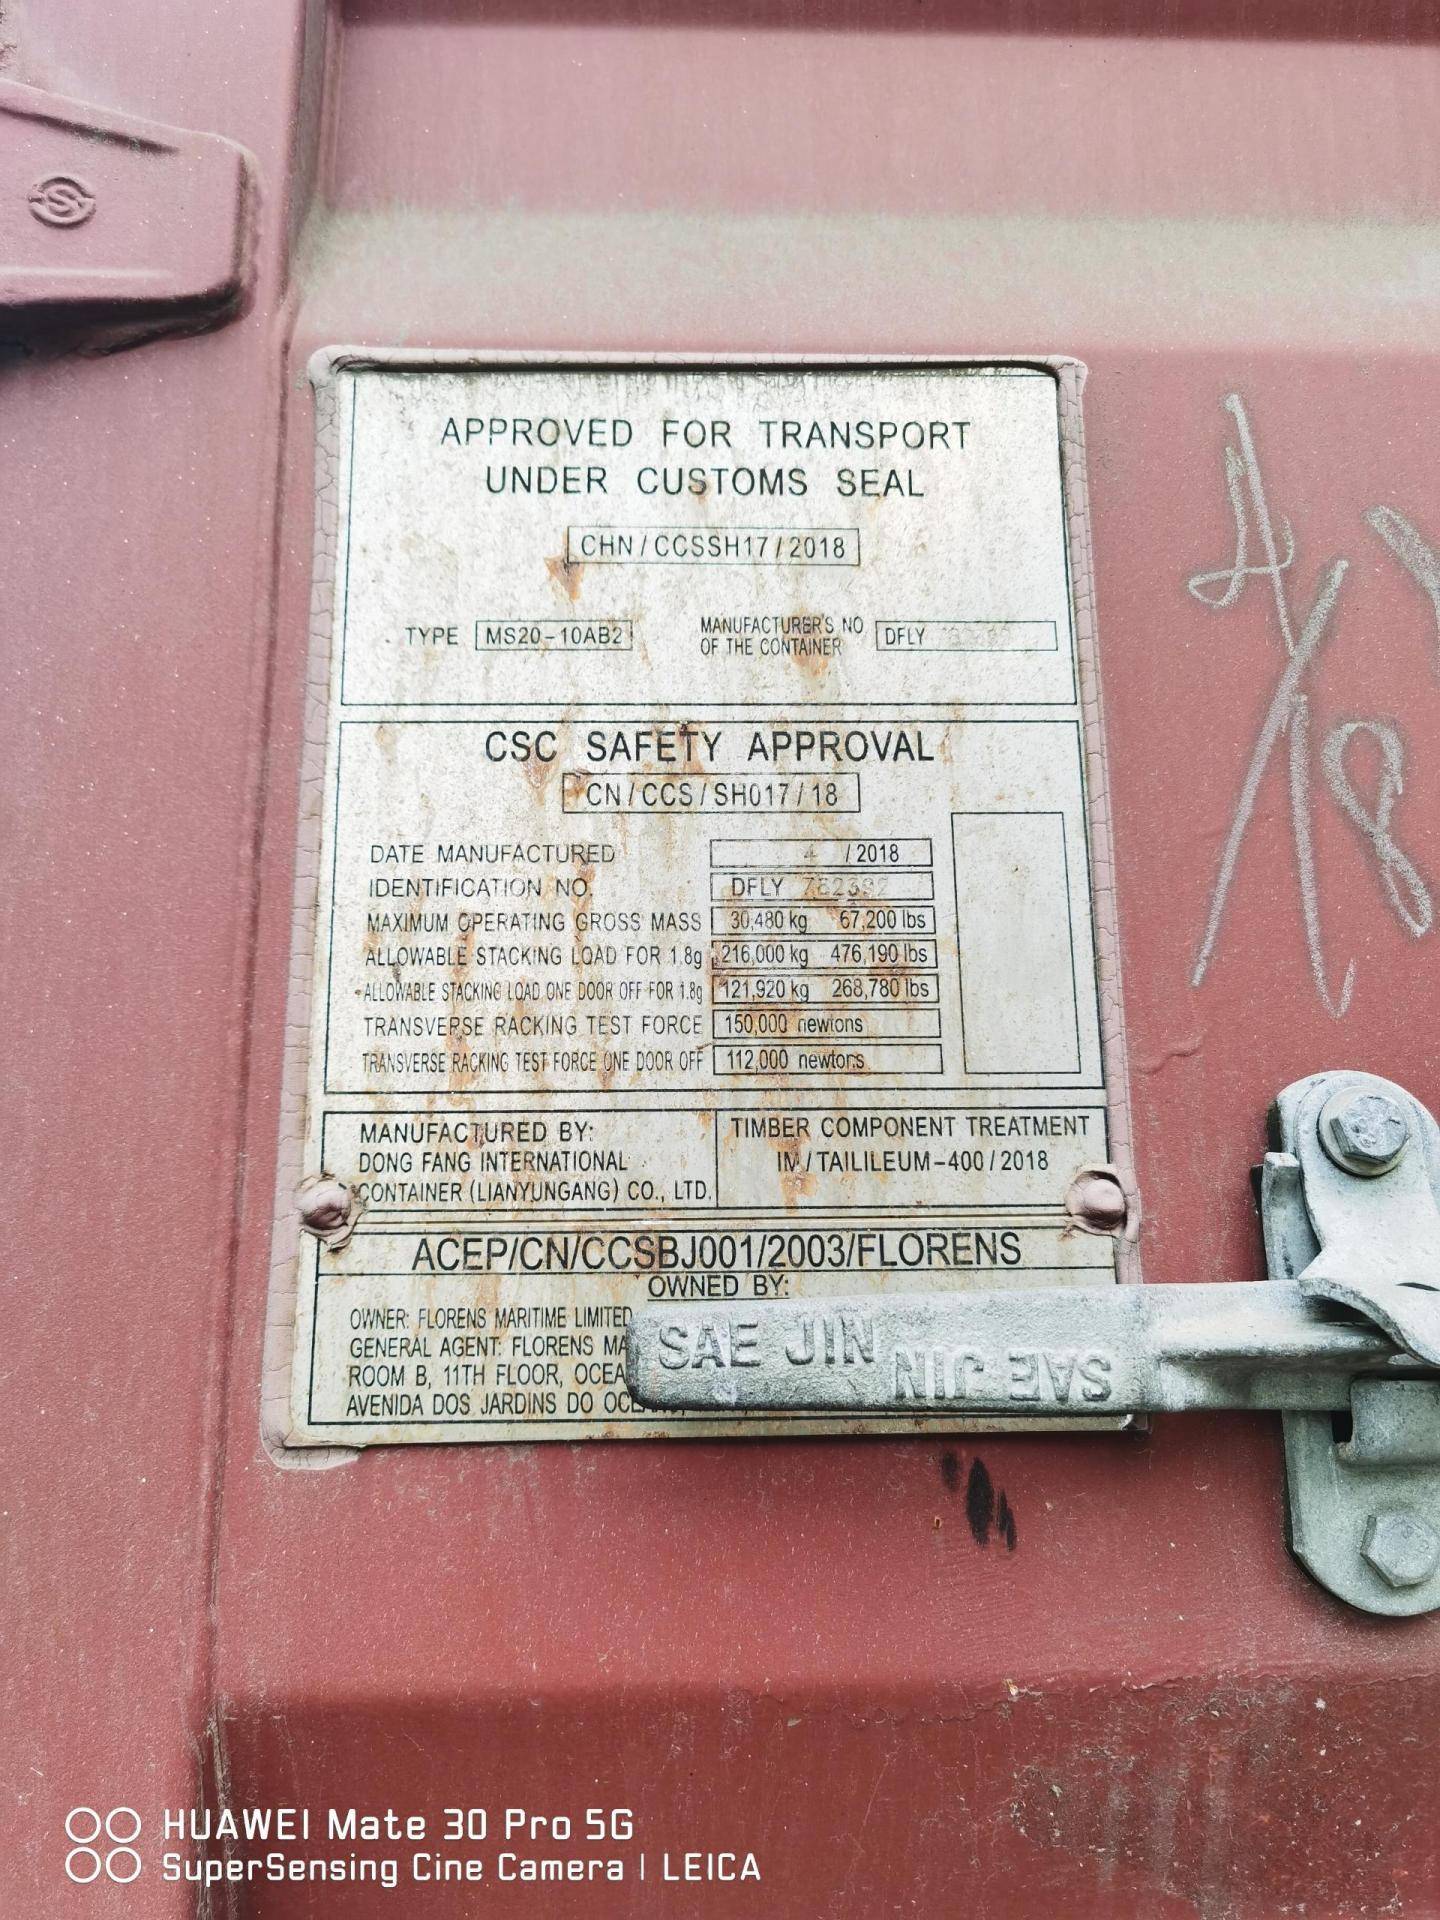 APPROVED FOR TRANSPORT
UNDER CUSTOMS SEAL
CHN/CCSSH17/2018
TYPE MS20-10AB2 MANUFACTURER'S NO OF THE CONTAINER DFLY
CSC SAFETY APPROVAL
CN/CCS/SH017/18
DATE MANUFACTURED 4 /2018
IDENTIFICATION NO. DFLY
MAXIMUM OPERATING GROSS MASS 30,480 kg 67,200 lbs
ALLOWABLE STACKING LOAD FOR 1.8g 216,000 kg 476,190 lbs
ALLOWABLE STACKING LOAD ONE DOOR OFF FOR 1.8g 121,920 kg 268,780 lbs
TRANSVERSE RACKING TEST FORCE 150,000 newtons
TRANSVERSE RACKING TEST FORCE ONE DOOR OFF 112,000 newtons
MANUFACTURED BY:
DONG FANG INTERNATIONAL
CONTAINER (LIANYUNGANG) CO., LTD.
TIMBER COMPONENT TREATMENT
IM/TAILILEUM-400/2018
ACEP/CN/CCSBJ001/2003/FLORENS
OWNED BY:
OWNER: FLORENS MARITIME LIMITED
GENERAL AGENT: FLORENS MA
ROOM B, 11TH FLOOR, OCEA
AVENIDA DOS JARDINS DO
SAE JIN
SAE JIN
HUAWEI Mate 30 Pro 5G
SuperSensing Cine Camera | LEICA